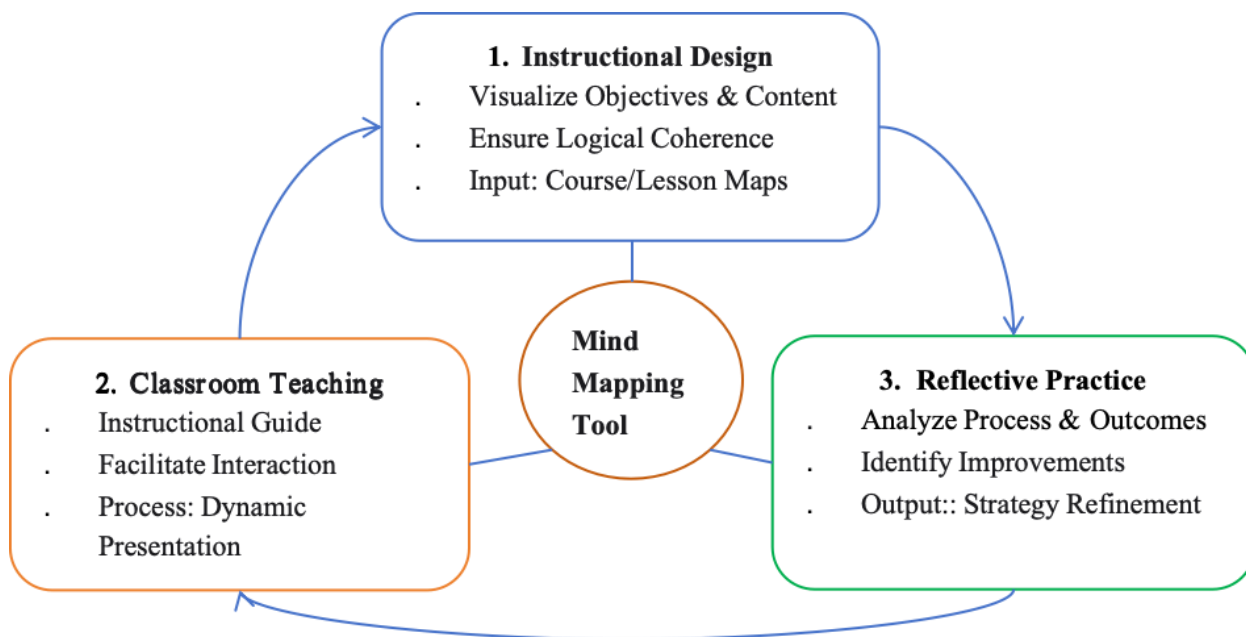 1. Instructional Design
. Visualize Objectives & Content
. Ensure Logical Coherence
. Input: Course/Lesson Maps
Mind
Mapping
Tool
2. Classroom Teaching
. Instructional Guide
. Facilitate Interaction
. Process: Dynamic
Presentation
3. Reflective Practice
. Analyze Process & Outcomes
. Identify Improvements
. Output:: Strategy Refinement